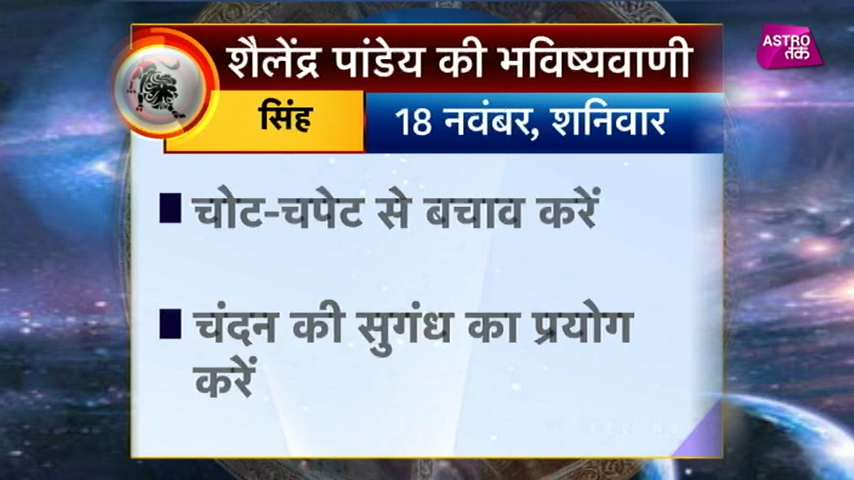 शैलेंद्र पांडेय की भविष्यवाणी
ASTRO
तक
सिंह
18 नवंबर, शनिवार
चोट-चपेट से बचाव करें
चंदन की सुगंध का प्रयोग
करें